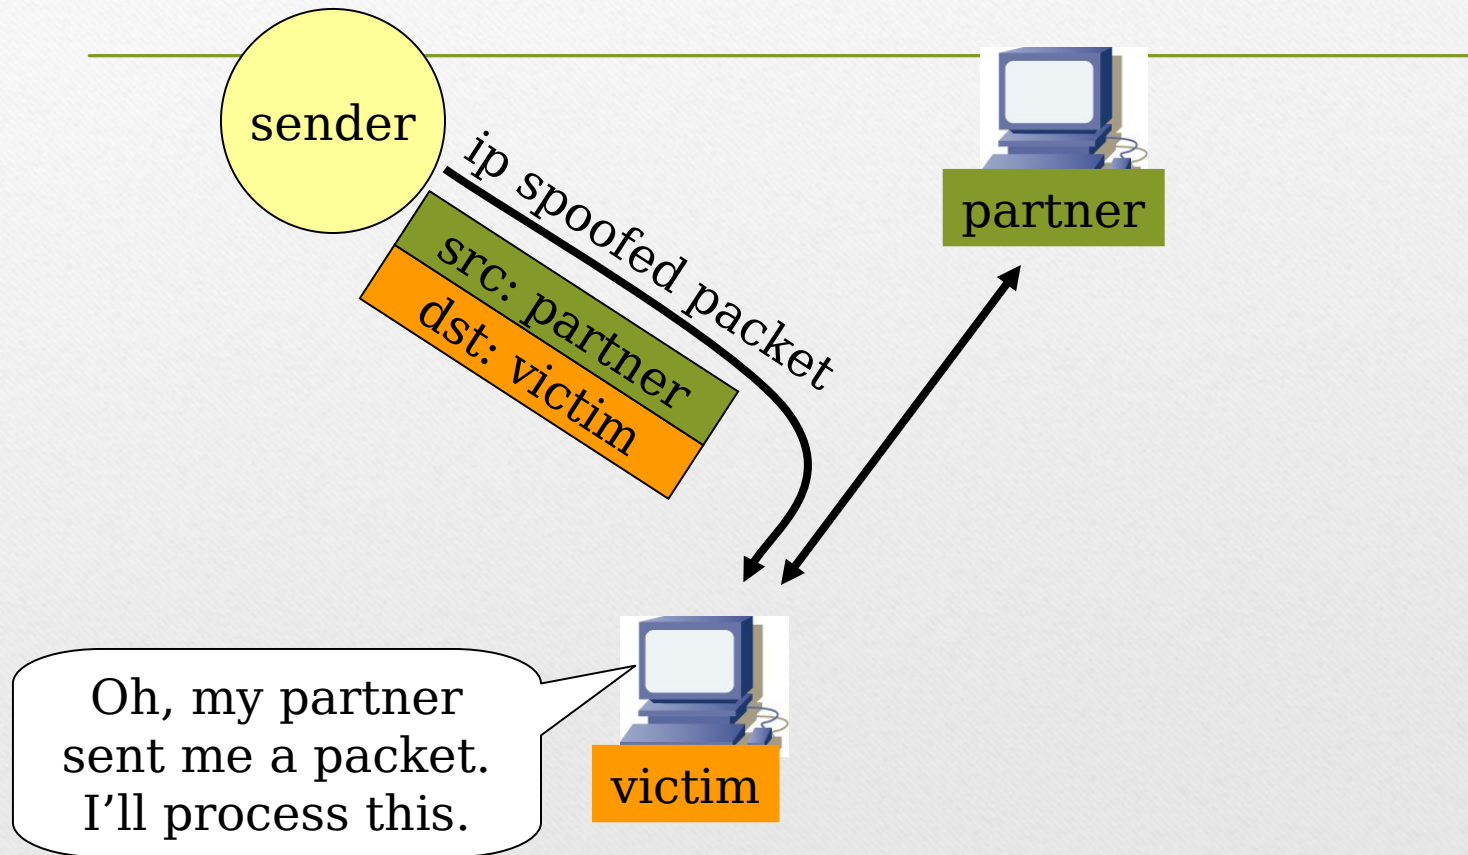 sender
ip spoofed packet
src: partner
dst: victim
partner
Oh, my partner
sent me a packet.
I’ll process this.
victim